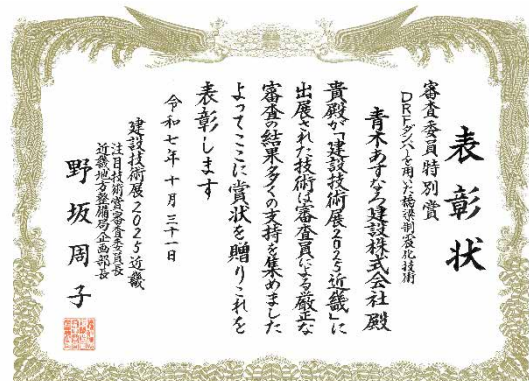 表彰状
審査委員特別賞
DRFダンパーを用いた橋梁制震化技術
青木あすなろ建設株式会社 殿
貴殿が「建設技術展2025近畿」に
出展された技術は審査員による厳正な
審査の結果多くの支持を集めました
よってここに賞状を贈りこれを
表彰します
令和七年十月三十一日
建設技術展2025近畿
注目技術賞審査委員長
近畿地方整備局企画部長
野坂周子